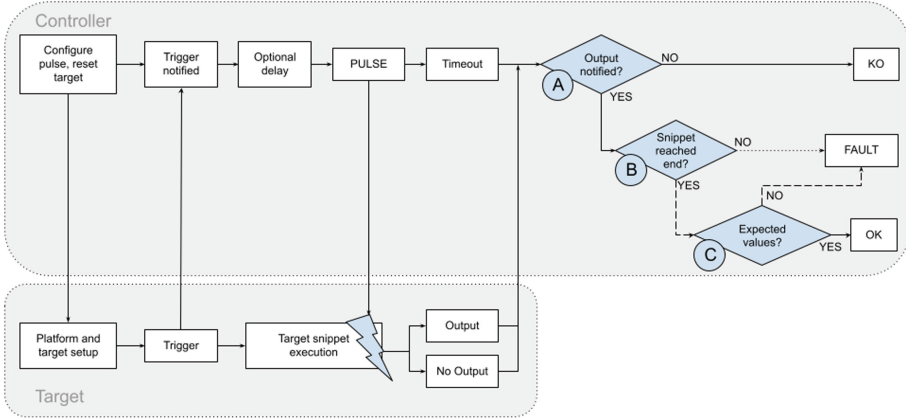 Controller
Configure
pulse, reset
target
Trigger
notified
Optional
delay
PULSE
Timeout
Output
notified?
NO
KO
A
YES
Snippet
reached
end?
NO
FAULT
B
YES
NO
Expected
values?
YES
OK
C
Platform and
target setup
Trigger
Target snippet
execution
Output
No Output
Target